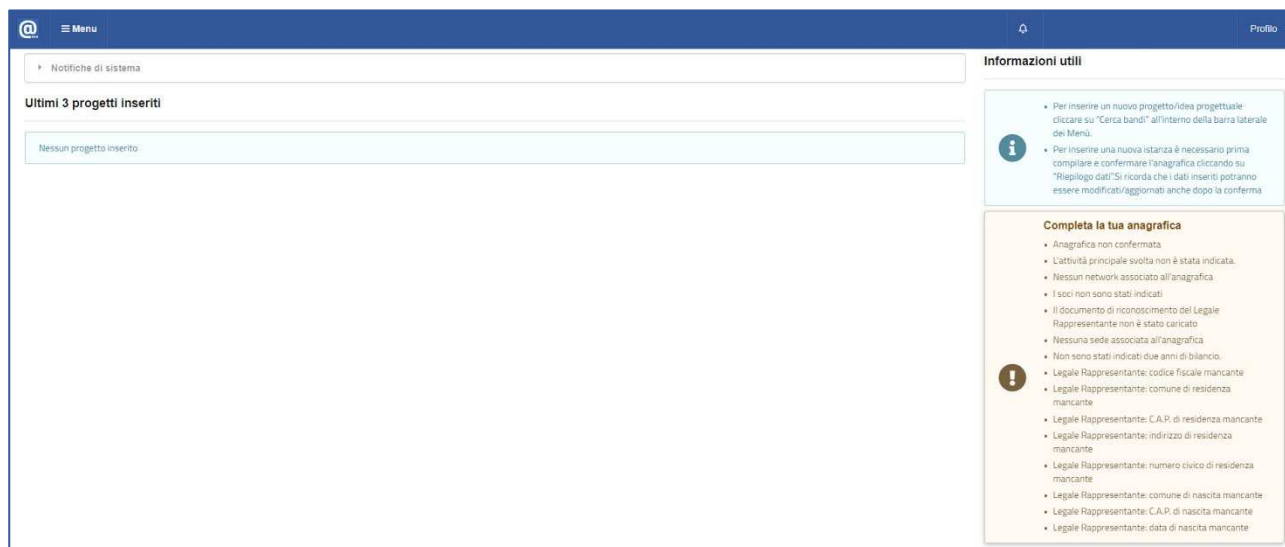 @ Menu Profilo
Notifiche di sistema
Ultimi 3 progetti inseriti
Nessun progetto inserito
Informazioni utili
• Per inserire un nuovo progetto/idea progettuale
cliccare su "Cerca bandi" all'interno della barra laterale
dei Menù.
• Per inserire una nuova istanza è necessario prima
compilare e confermare l'anagrafica cliccando su
"Riepilogo dati".Si ricorda che i dati inseriti potranno
essere modificati/aggiornati anche dopo la conferma
Completa la tua anagrafica
• Anagrafica non confermata
• L'attività principale svolta non è stata indicata.
• Nessun network associato all'anagrafica
• I soci non sono stati indicati
• Il documento di riconoscimento del Legale
Rappresentante non è stato caricato
• Nessuna sede associata all'anagrafica
• Non sono stati indicati due anni di bilancio.
• Legale Rappresentante: codice fiscale mancante
• Legale Rappresentante: comune di residenza
mancante
• Legale Rappresentante: C.A.P. di residenza mancante
• Legale Rappresentante: indirizzo di residenza
mancante
• Legale Rappresentante: numero civico di residenza
mancante
• Legale Rappresentante: comune di nascita mancante
• Legale Rappresentante: C.A.P. di nascita mancante
• Legale Rappresentante: data di nascita mancante